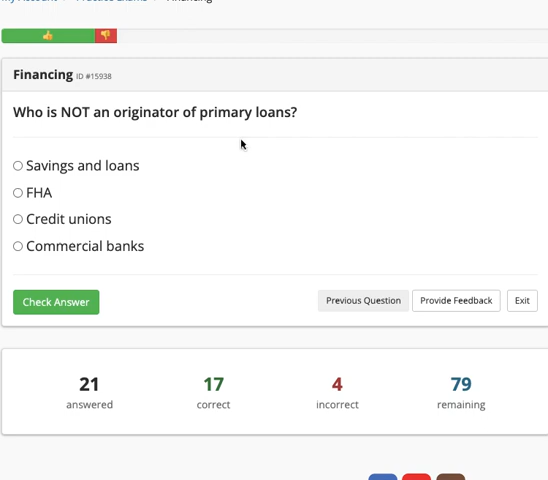 Financing ID #15938
Who is NOT an originator of primary loans?
Savings and loans
FHA
Credit unions
Commercial banks
Check Answer Previous Question Provide Feedback Exit
21 17 4 79
answered correct incorrect remaining